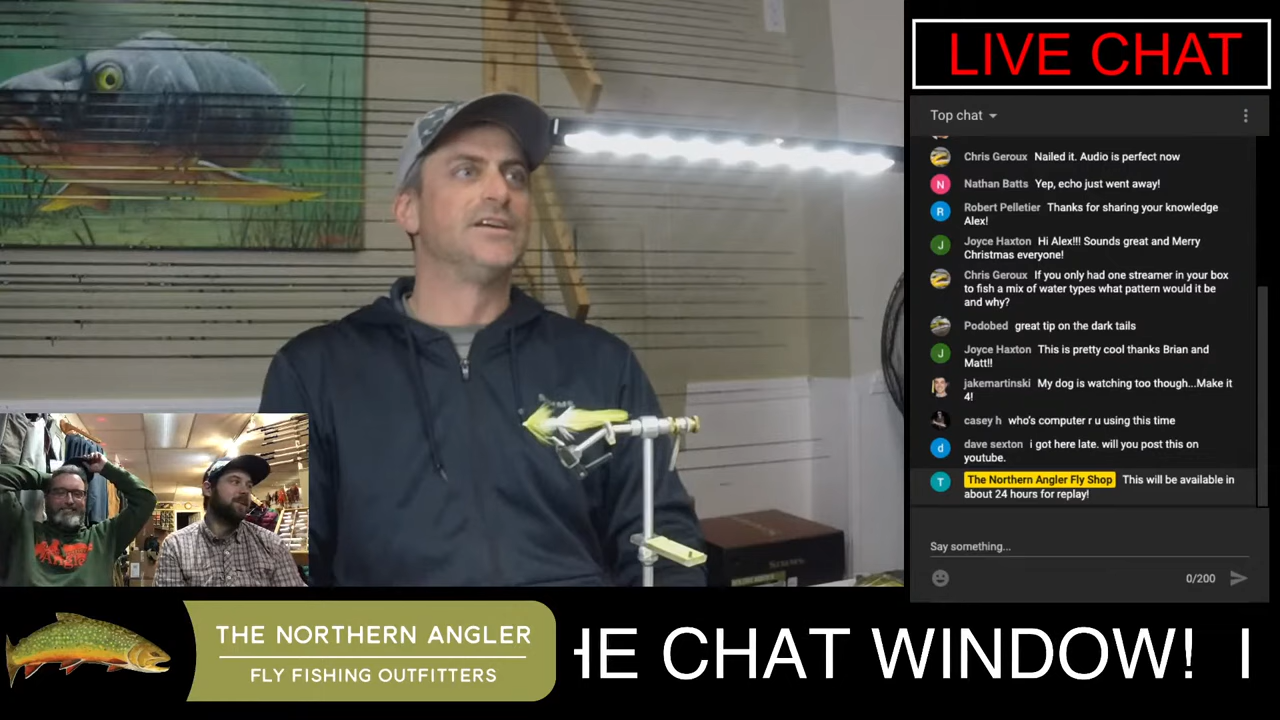 LIVE CHAT
Top chat
Chris Geroux Nailed it. Audio is perfect now
N Nathan Batts Yep, echo just went away!
R Robert Pelletier Thanks for sharing your knowledge
Alex!
J Joyce Haxton Hi Alex!!! Sounds great and Merry
Christmas everyone!
Chris Geroux If you only had one streamer in your box
to fish a mix of water types what pattern would it be
and why?
Podobed great tip on the dark tails
J Joyce Haxton This is pretty cool thanks Brian and
Matt!!
jakemartinski My dog is watching too though...Make it
4!
casey h who's computer r u using this time
d dave sexton i got here late. will you post this on
youtube.
T The Northern Angler Fly Shop This will be available in
about 24 hours for replay!
Say something...
0/200
THE NORTHERN ANGLER
FLY FISHING OUTFITTERS
HE CHAT WINDOW! I